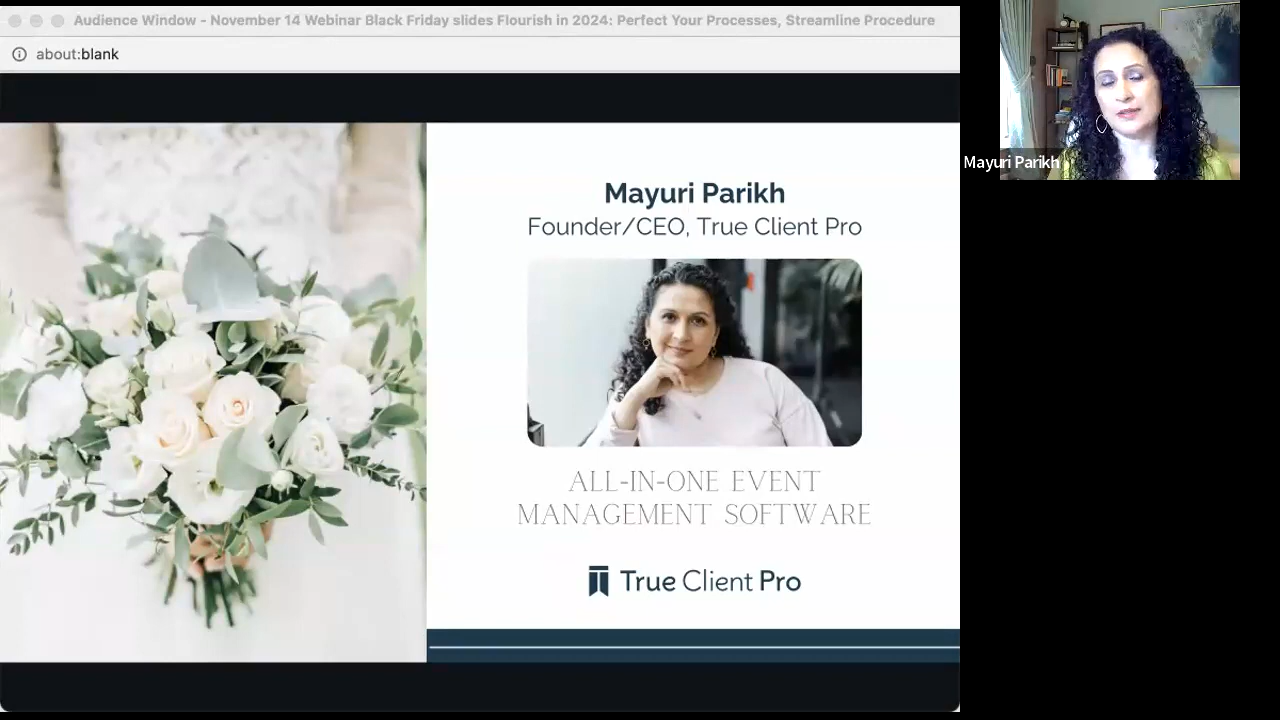 Audience Window - November 14 Webinar Black Friday slides Flourish in 2024: Perfect Your Processes, Streamline Procedure
about:blank
Mayuri Parikh
Founder/CEO, True Client Pro
ALL-IN-ONE EVENT
MANAGEMENT SOFTWARE
True Client Pro
Mayuri Parikh